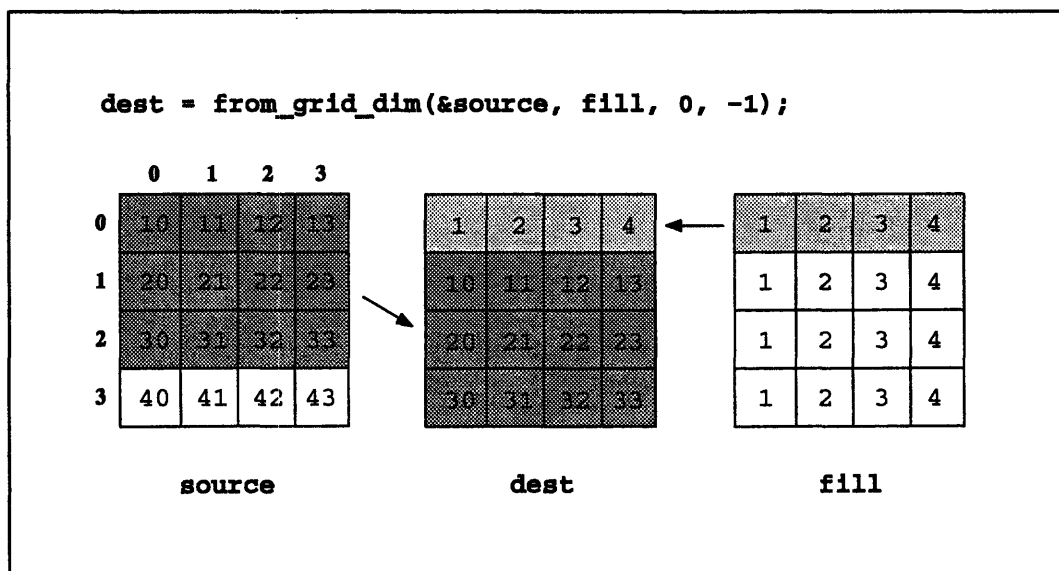 dest = from_grid_dim(&source, fill, 0, -1);
0 1 2 3
0 10 11 12 13 1 2 3 4 1 2 3 4
1 20 21 22 23 10 11 12 13 1 2 3 4
2 30 31 32 33 20 21 22 23 1 2 3 4
3 40 41 42 43 30 31 32 33 1 2 3 4
source dest fill